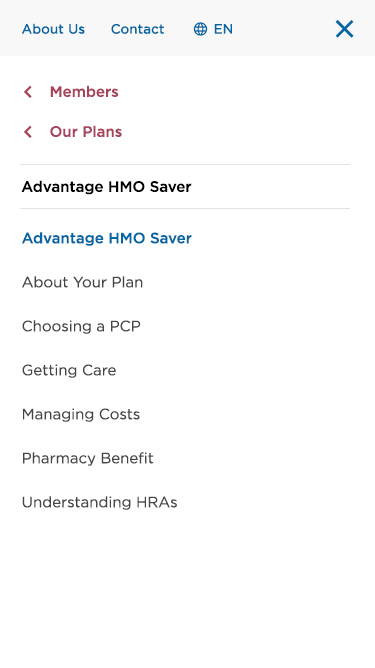 About Us Contact EN
Members
Our Plans
Advantage HMO Saver
Advantage HMO Saver
About Your Plan
Choosing a PCP
Getting Care
Managing Costs
Pharmacy Benefit
Understanding HRAs